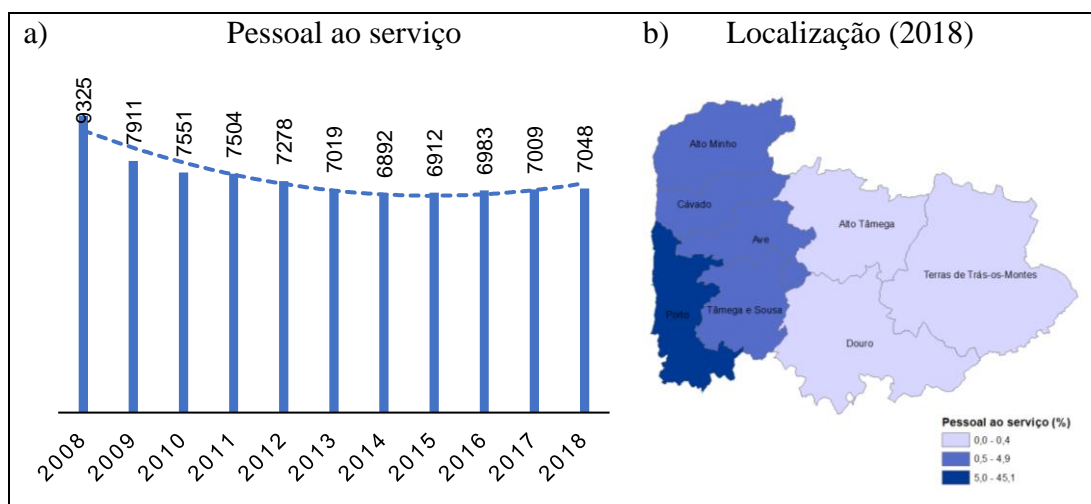 a) Pessoal ao serviço
9325
7911
7551
7504
7278
7019
6892
6912
6983
7009
7048
2008
2009
2010
2011
2012
2013
2014
2015
2016
2017
2018
b) Localização (2018)
Alto Minho
Cávado
Ave
Alto Tâmega
Terras de Trás-os-Montes
Porto
Tâmega e Sousa
Douro
Pessoal ao serviço (%)
0,0 - 0,4
0,5 - 4,9
5,0 - 45,1